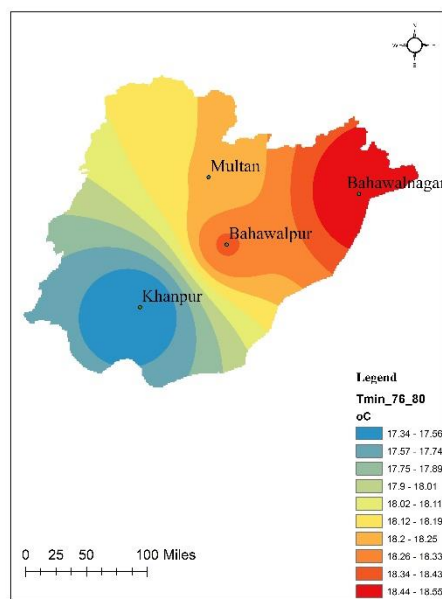 N
W
E
S
Multan
Bahawalnagar
Bahawalpur
Khanpur
Legend
Tmin_76_80
oC
17.34 - 17.56
17.57 - 17.74
17.75 - 17.89
17.9 - 18.01
18.02 - 18.11
18.12 - 18.19
18.2 - 18.25
18.26 - 18.33
18.34 - 18.43
18.44 - 18.55
0 25 50 100 Miles